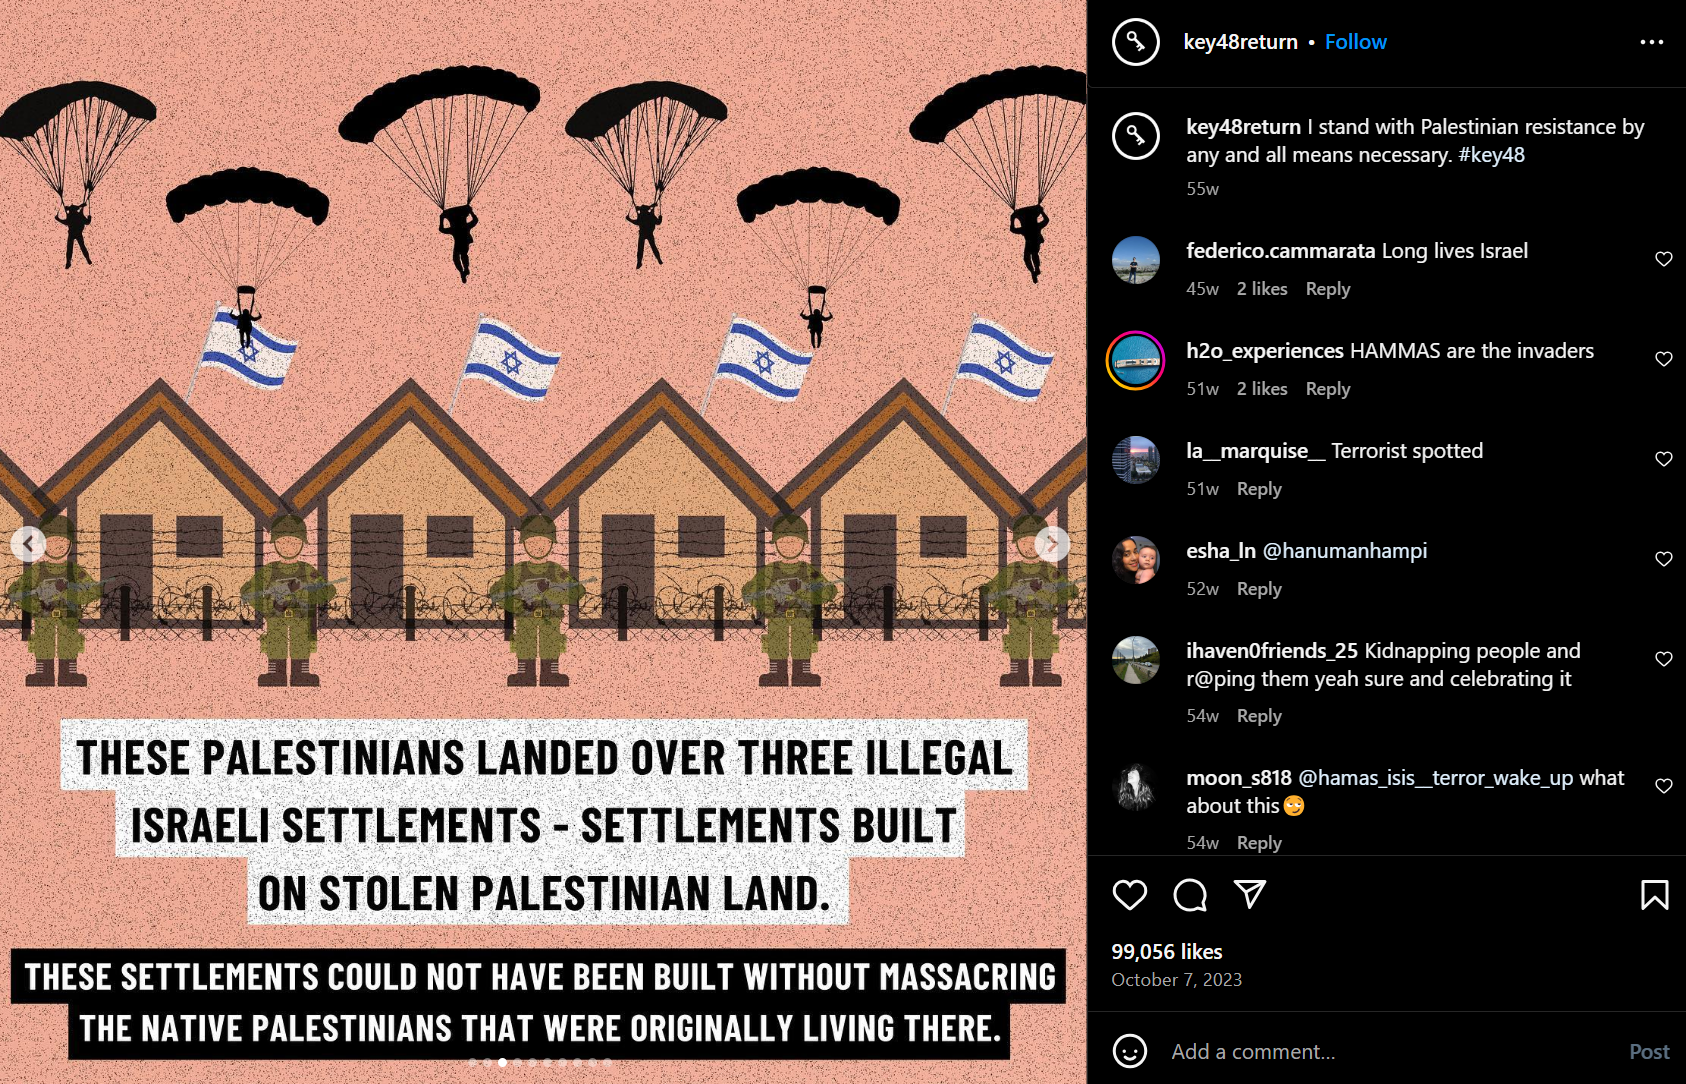 THESE PALESTINIANS LANDED OVER THREE ILLEGAL
ISRAELI SETTLEMENTS - SETTLEMENTS BUILT
ON STOLEN PALESTINIAN LAND.
THESE SETTLEMENTS COULD NOT HAVE BEEN BUILT WITHOUT MASSACRING
THE NATIVE PALESTINIANS THAT WERE ORIGINALLY LIVING THERE.
key48return • Follow
key48return I stand with Palestinian resistance by
any and all means necessary. #key48
55w
federico.cammarata Long lives Israel
45w 2 likes Reply
h2o_experiences HAMMAS are the invaders
51w 2 likes Reply
la__marquise__ Terrorist spotted
51w Reply
esha_ln @hanumanhampi
52w Reply
ihaven0friends_25 Kidnapping people and
r@ping them yeah sure and celebrating it
54w Reply
moon_s818 @hamas_isis__terror_wake_up what
about this😏
54w Reply
99,056 likes
October 7, 2023
Add a comment...
Post